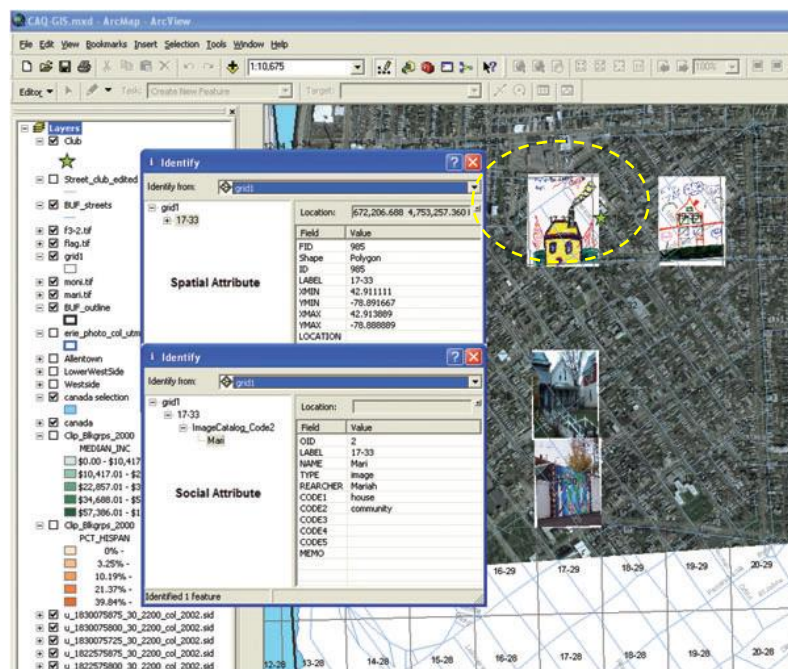 CAQ-GIS.mxd - ArcMap - ArcView
File Edit View Bookmarks Insert Selection Tools Window Help
1:10,675
100%
Editor Task: Create New Feature Target:
Layers
Club
Street_club_edited
BUF_streets
f3-2.tif
flag.tif
grid1
moni.tif
mari.tif
BUF_outline
erie_photo_col_utm
Allentown
LowerWestSide
Westside
canada selection
canada
Clip_Blkgrps_2000
MEDIAN_INC
$0.00 - $10,417
$10,417.01 - $2
$22,857.01 - $3
$34,688.01 - $5
$57,386.01 - $1
Clip_Blkgrps_2000
PCT_HISPAN
0% -
3.25% -
10.19% -
21.37% -
39.84% -
u_1830075875_30_2200_col_2002.sid
u_1830075800_30_2200_col_2002.sid
u_1830075725_30_2200_col_2002.sid
u_1822575875_30_2200_col_2002.sid
u_1822575800_30_2200_col_2002.sid
Identify
Identify from: grid1
grid1
17-33
Spatial Attribute
Location: 672,206.688 4,753,257.360
Field Value
FID 985
Shape Polygon
ID 985
LABEL 17-33
XMIN 42.911111
YMIN -78.891667
XMAX 42.913889
YMAX -78.888889
LOCATION
Identify
Identify from: grid1
grid1
17-33
ImageCatalog_Code2
Mari
Social Attribute
Location:
Field Value
OID 2
LABEL 17-33
NAME Mari
TYPE image
REARCHER Mariah
CODE1 house
CODE2 community
CODE3
CODE4
CODE5
MEMO
Identified 1 feature
16-29 17-29 18-29 19-29 20-29
12-28 13-28 14-28 15-28 16-28 17-28 18-28 19-28 20-28